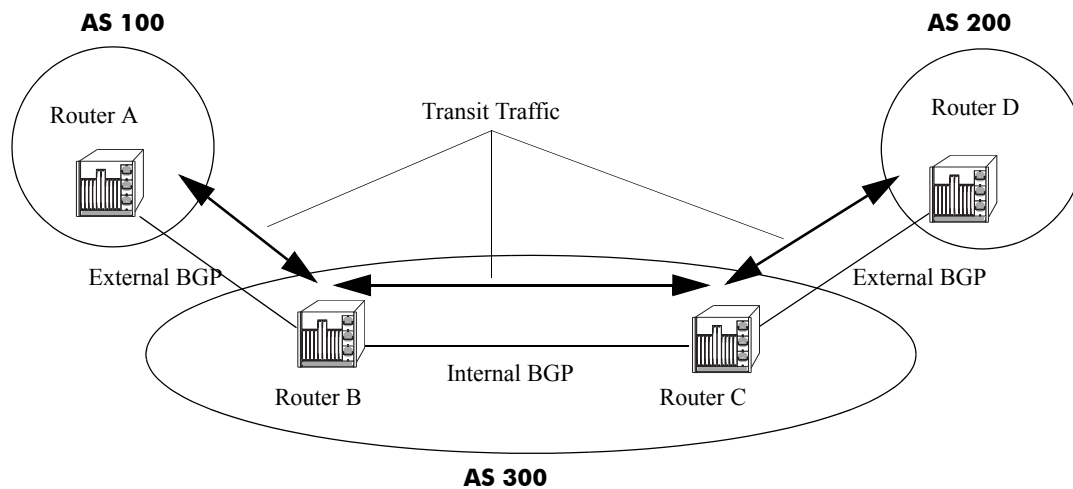 AS 100
AS 200
Router A
Transit Traffic
Router D
External BGP
External BGP
Internal BGP
Router B
Router C
AS 300